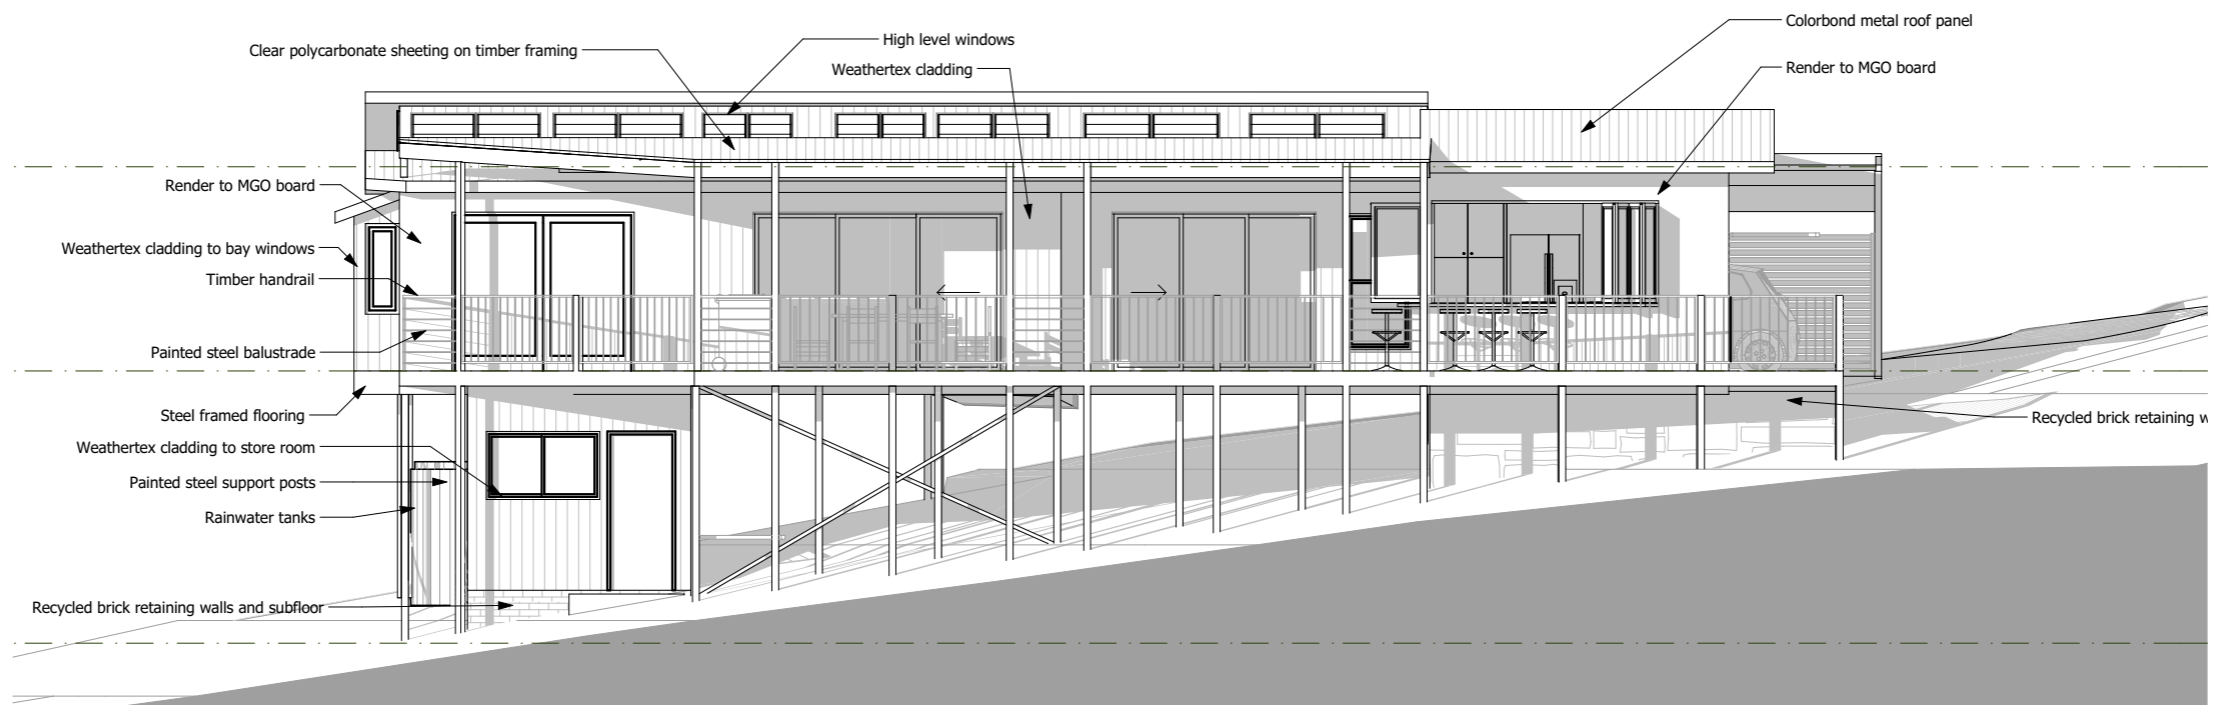 Colorbond metal roof panel
High level windows
Clear polycarbonate sheeting on timber framing
Weathertex cladding
Render to MGO board
Render to MGO board
Weathertex cladding to bay windows
Timber handrail
Painted steel balustrade
Steel framed flooring
Recycled brick retaining
Weathertex cladding to store room
Painted steel support posts
Rainwater tanks
Recycled brick retaining walls and subfloor